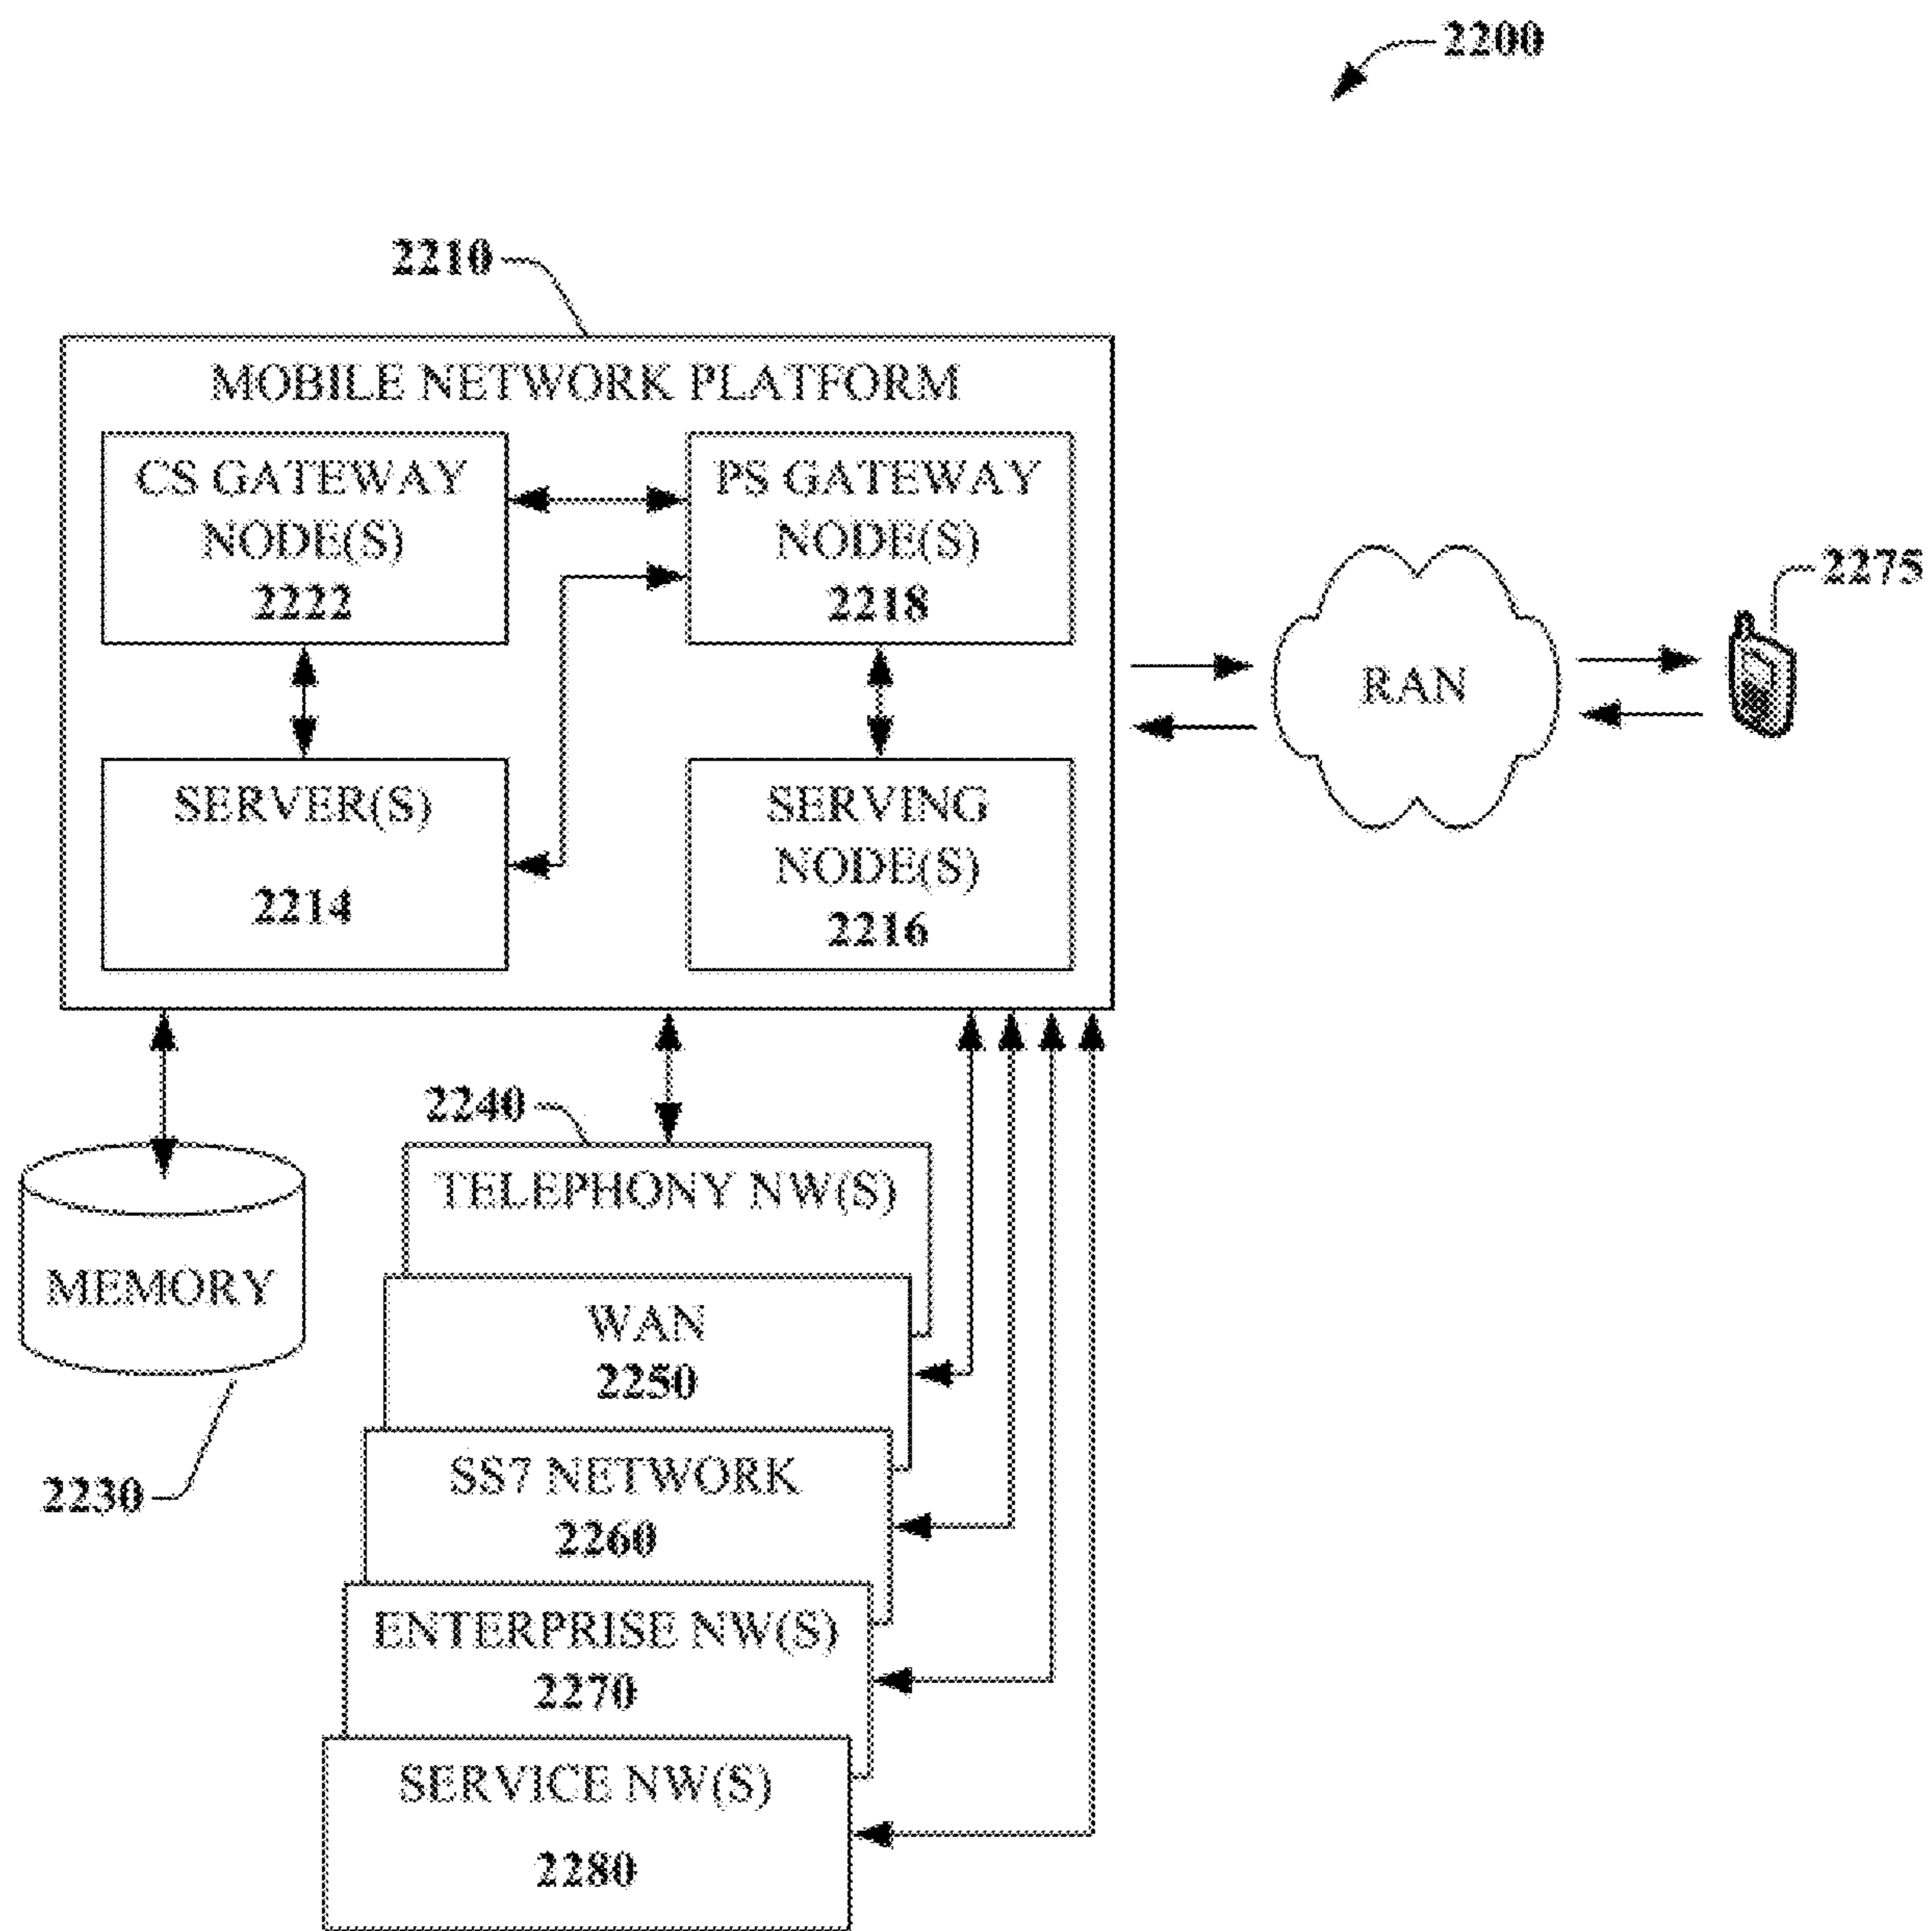 2200
2210
MOBILE NETWORK PLATFORM
CS GATEWAY
NODE(S)
2222
PS GATEWAY
NODE(S)
2218
SERVER(S)
2214
SERVING
NODE(S)
2216
RAN
2275
2240
TELEPHONY NW(S)
MEMORY
2230
WAN
2250
SS7 NETWORK
2260
ENTERPRISE NW(S)
2270
SERVICE NW(S)
2280